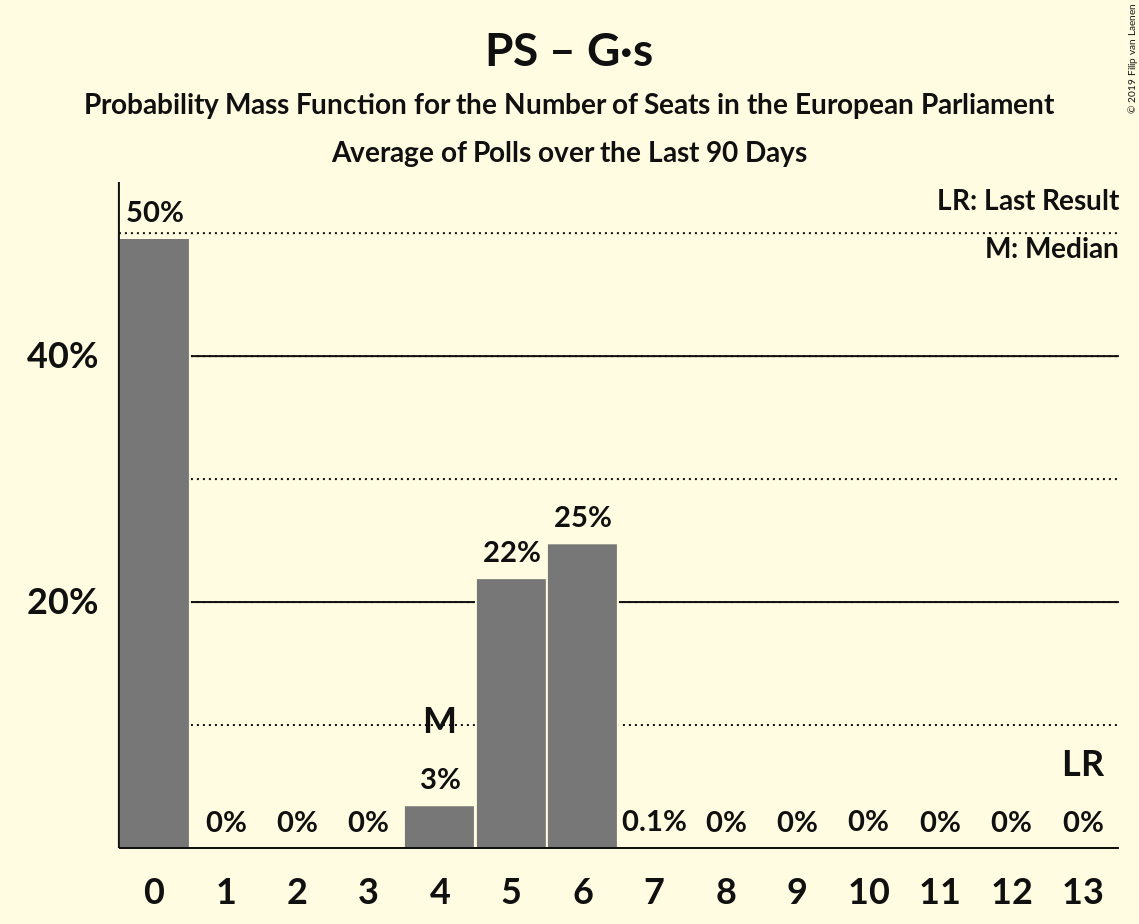 PS – G·s
Probability Mass Function for the Number of Seats in the European Parliament
Average of Polls over the Last 90 Days
© 2019 Filip van Laenen
LR: Last Result
M: Median
50%
40%
25%
22%
20%
M
LR
3%
0% 0% 0% 0.1% 0% 0% 0% 0% 0% 0%
0 1 2 3 4 5 6 7 8 9 10 11 12 13